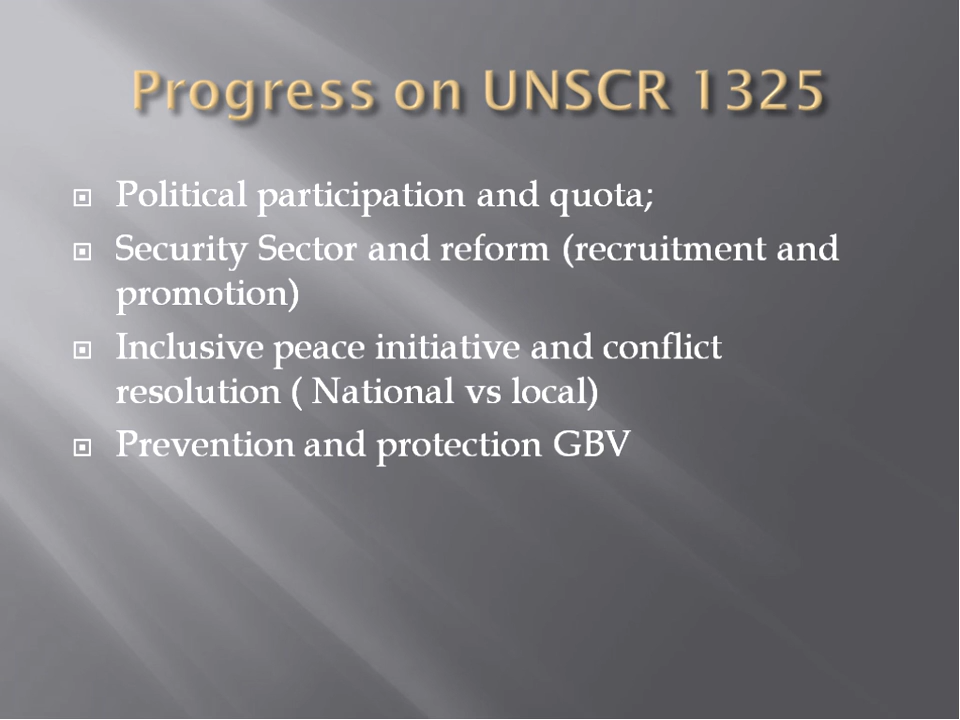 Progress on UNSCR 1325
Political participation and quota;
Security Sector and reform (recruitment and
promotion)
Inclusive peace initiative and conflict
resolution ( National vs local)
Prevention and protection GBV